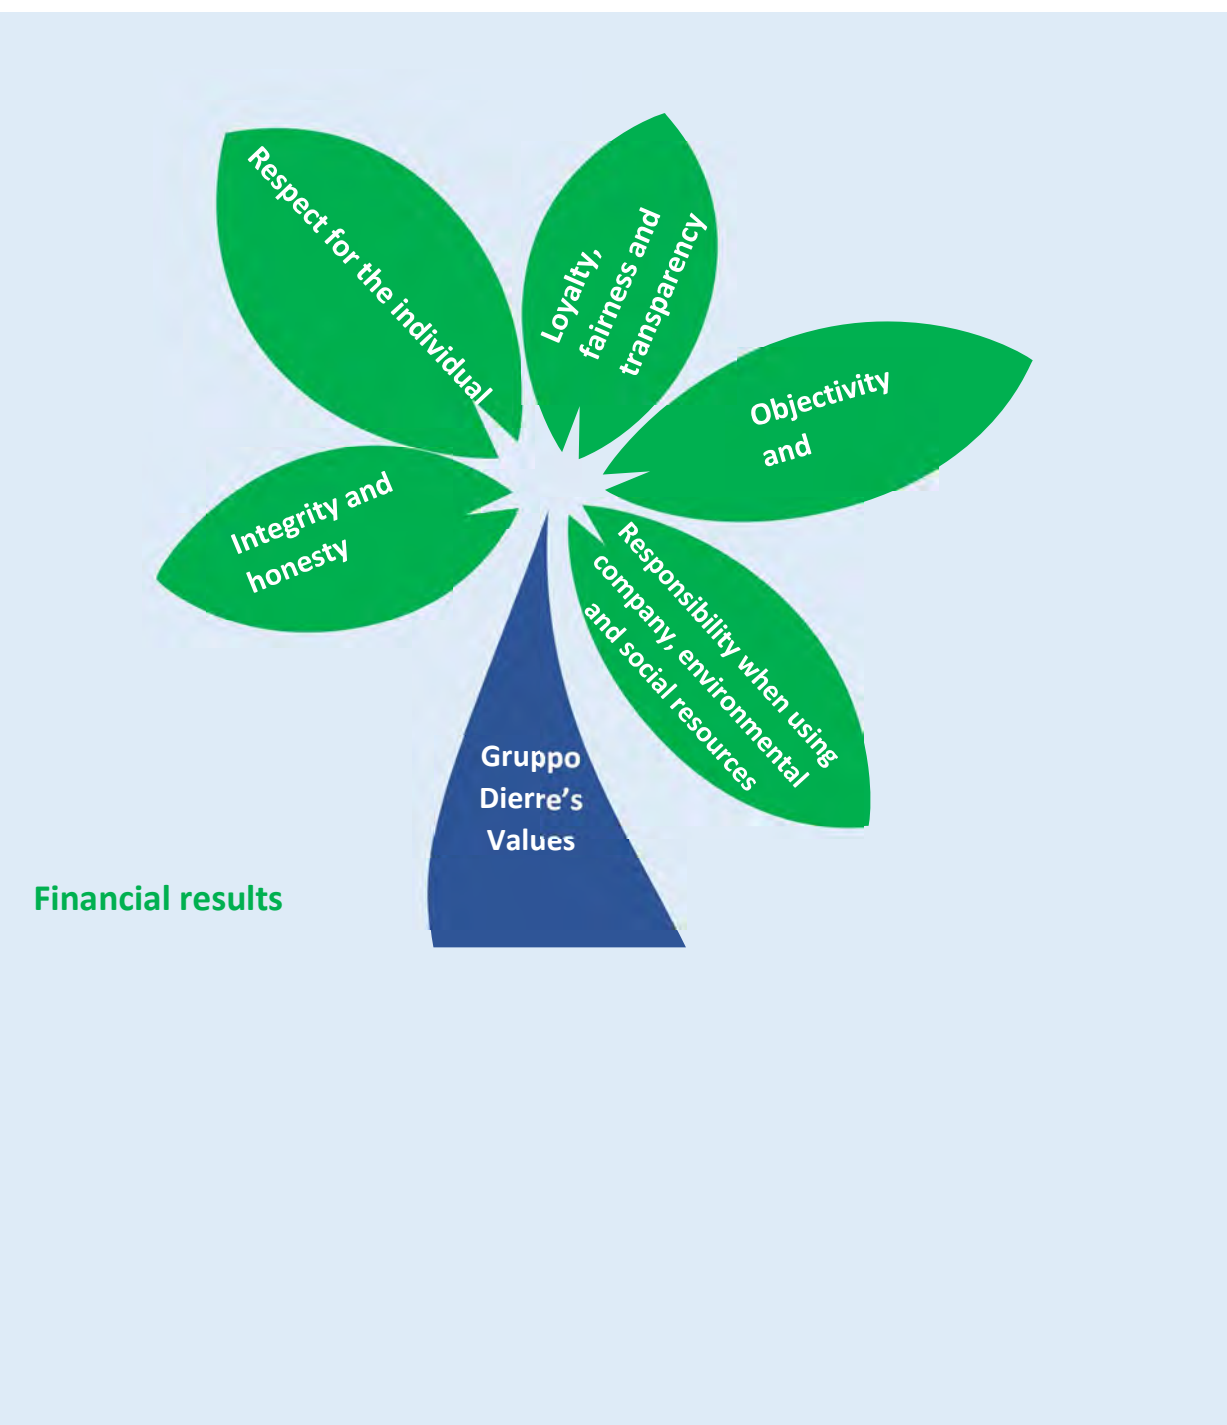 Respect for the individual
Loyalty,
fairness and
transparency
Objectivity
and
Integrity and
honesty
Responsibility when using
company, environmental
and social resources
Gruppo
Dierre’s
Values
Financial results